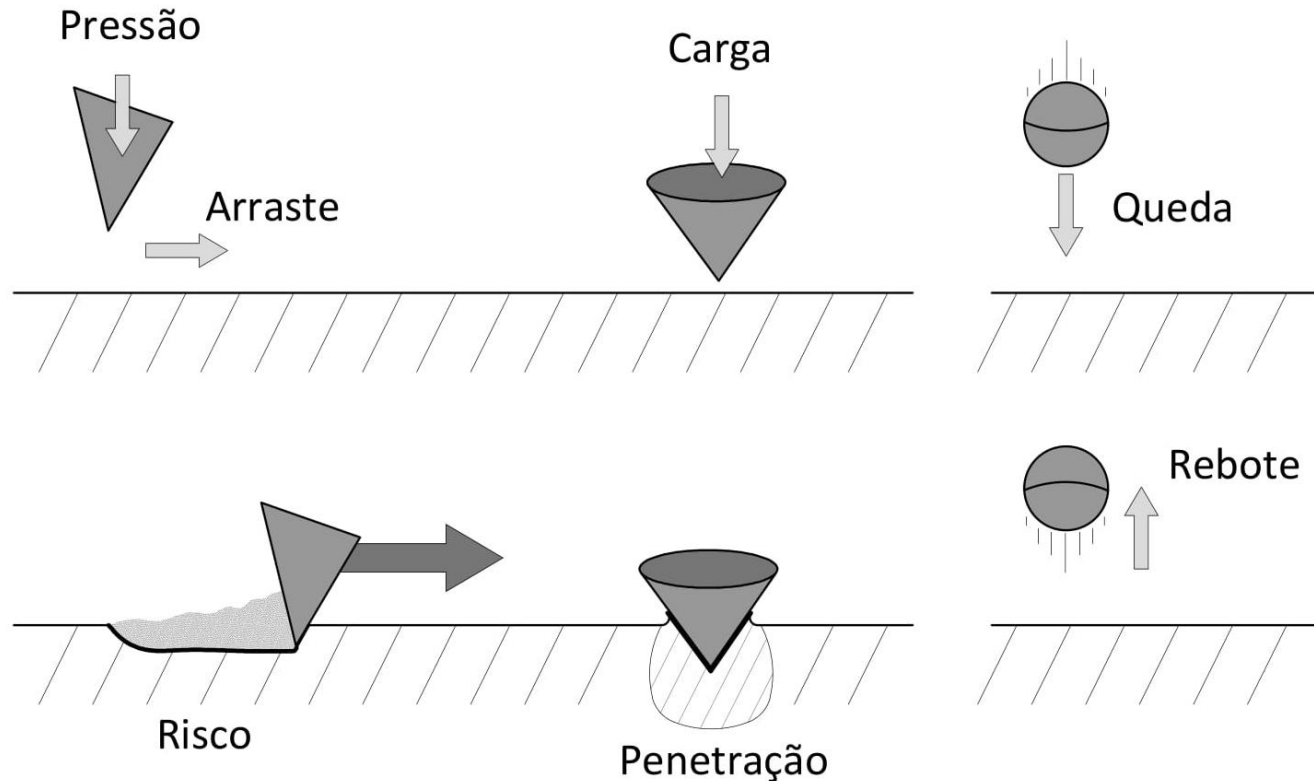 Pressão
Carga
Arraste
Queda
Rebote
Risco
Penetração